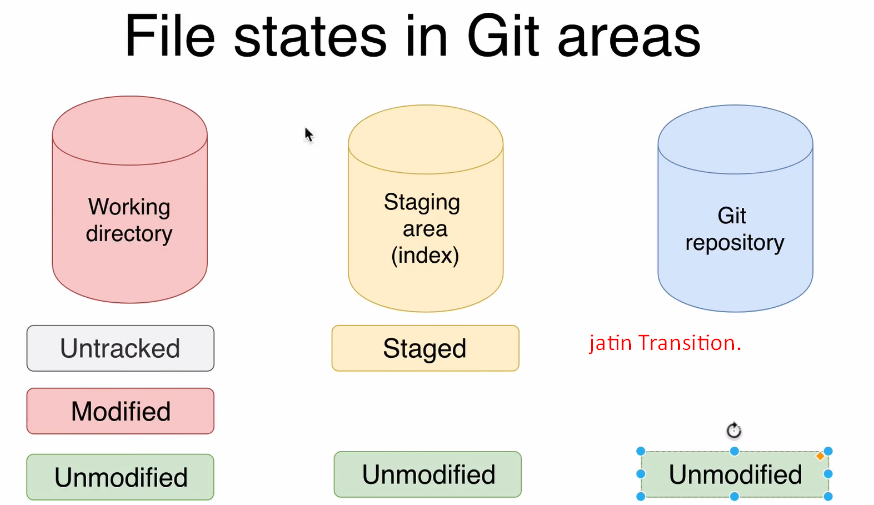 File states in Git areas
Working
directory
Staging
area
(index)
Git
repository
Untracked
Staged
jatin Transition.
Modified
Unmodified
Unmodified
Unmodified